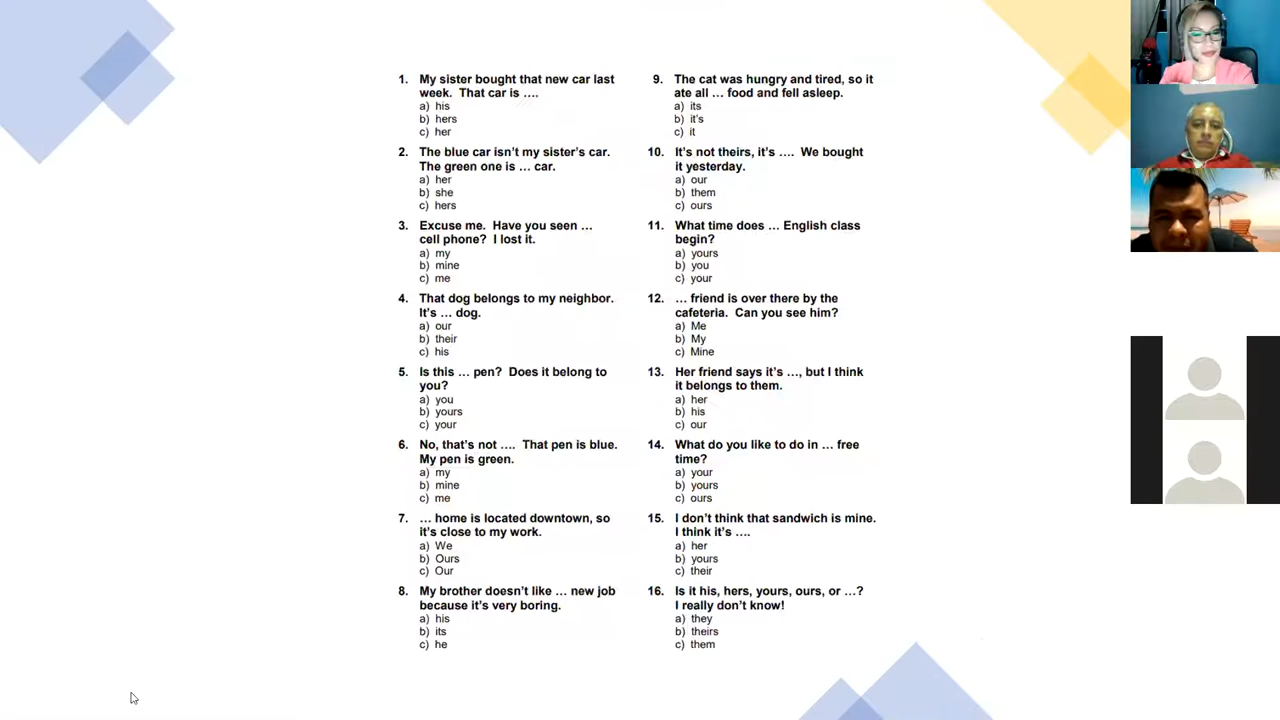 1. My sister bought that new car last
week. That car is ….
a) his
b) hers
c) her
2. The blue car isn't my sister's car.
The green one is … car.
a) her
b) she
c) hers
3. Excuse me. Have you seen …
cell phone? I lost it.
a) my
b) mine
c) me
4. That dog belongs to my neighbor.
It's … dog.
a) our
b) their
c) his
5. Is this … pen? Does it belong to
you?
a) you
b) yours
c) your
6. No, that's not …. That pen is blue.
My pen is green.
a) my
b) mine
c) me
7. … home is located downtown, so
it's close to my work.
a) We
b) Ours
c) Our
8. My brother doesn't like … new job
because it's very boring.
a) his
b) its
c) he
9. The cat was hungry and tired, so it
ate all … food and fell asleep.
a) its
b) it's
c) it
10. It's not theirs, it's …. We bought
it yesterday.
a) our
b) them
c) ours
11. What time does … English class
begin?
a) yours
b) you
c) your
12. … friend is over there by the
cafeteria. Can you see him?
a) Me
b) My
c) Mine
13. Her friend says it's …, but I think
it belongs to them.
a) her
b) his
c) our
14. What do you like to do in … free
time?
a) your
b) yours
c) ours
15. I don't think that sandwich is mine.
I think it's ….
a) her
b) yours
c) their
16. Is it his, hers, yours, ours, or …?
I really don't know!
a) they
b) theirs
c) them